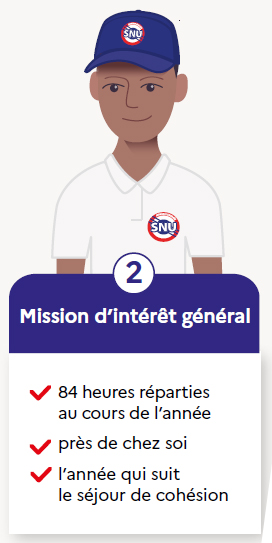 SNU
SNU
2
Mission d’intérêt général
84 heures réparties
au cours de l’année
près de chez soi
l’année qui suit
le séjour de cohésion